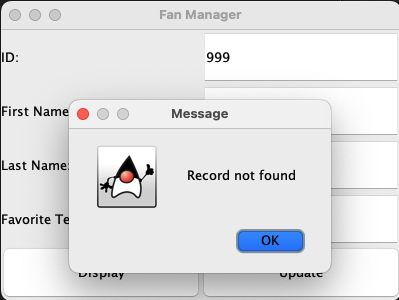 Fan Manager
ID:
999
First Name
Message
Record not found
Last Name:
Favorite Te
OK
Display
Update